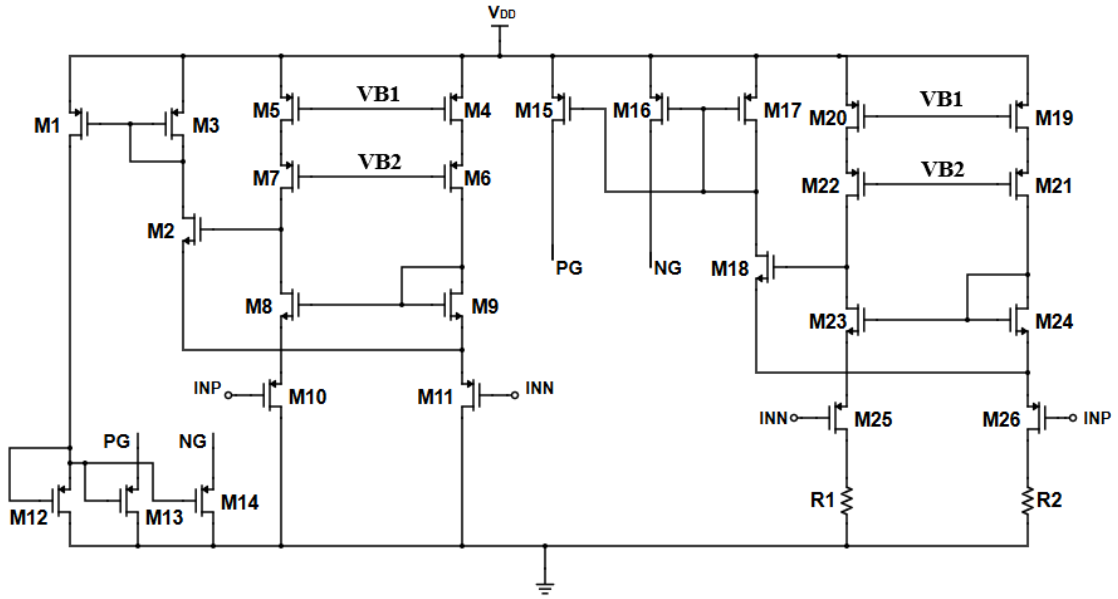 VDD
M1
M3
M5
VB1
M4
M15
M16
M17
M20
VB1
M19
M7
VB2
M6
M22
VB2
M21
M2
PG
NG
M18
M8
M9
M23
M24
INP
M10
M11
INN
INN
M25
M26
INP
PG
NG
M12
M13
M14
R1
R2